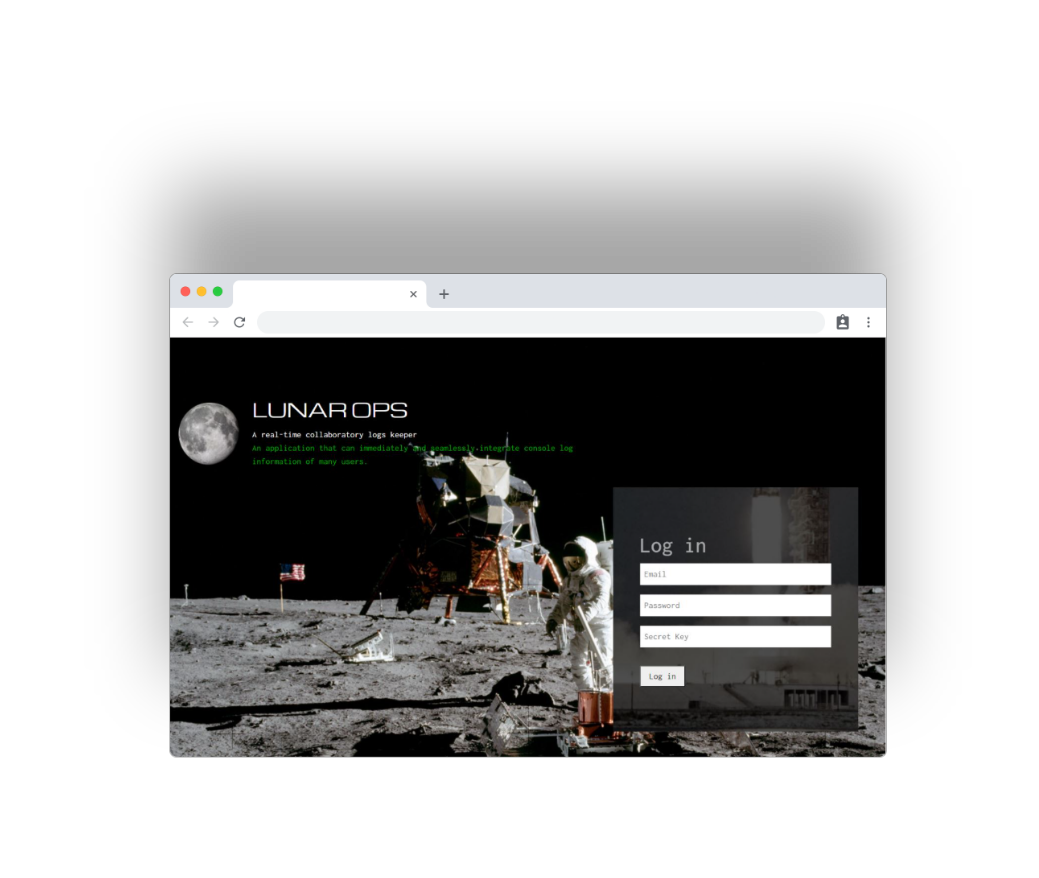 LUNAR OPS
A real-time collaboratory logs keeper
An application that can immediately and seamlessly integrate console log
information of many users.
Log in
Email
Password
Secret Key
Log in